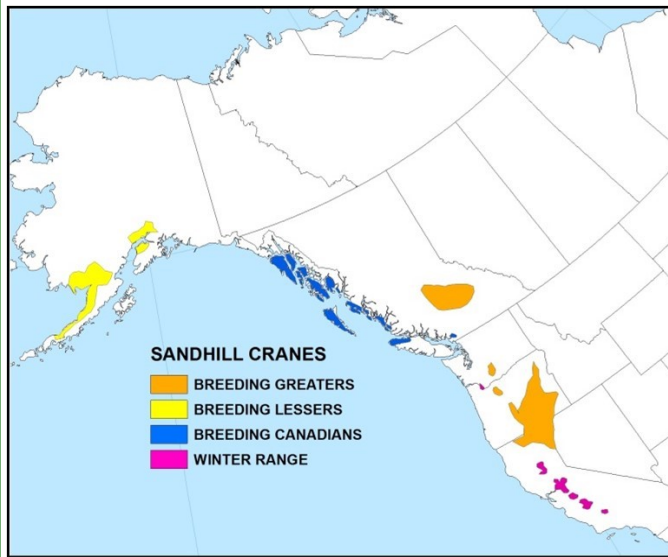 SANDHILL CRANES
BREEDING GREATERS
BREEDING LESSERS
BREEDING CANADIANS
WINTER RANGE